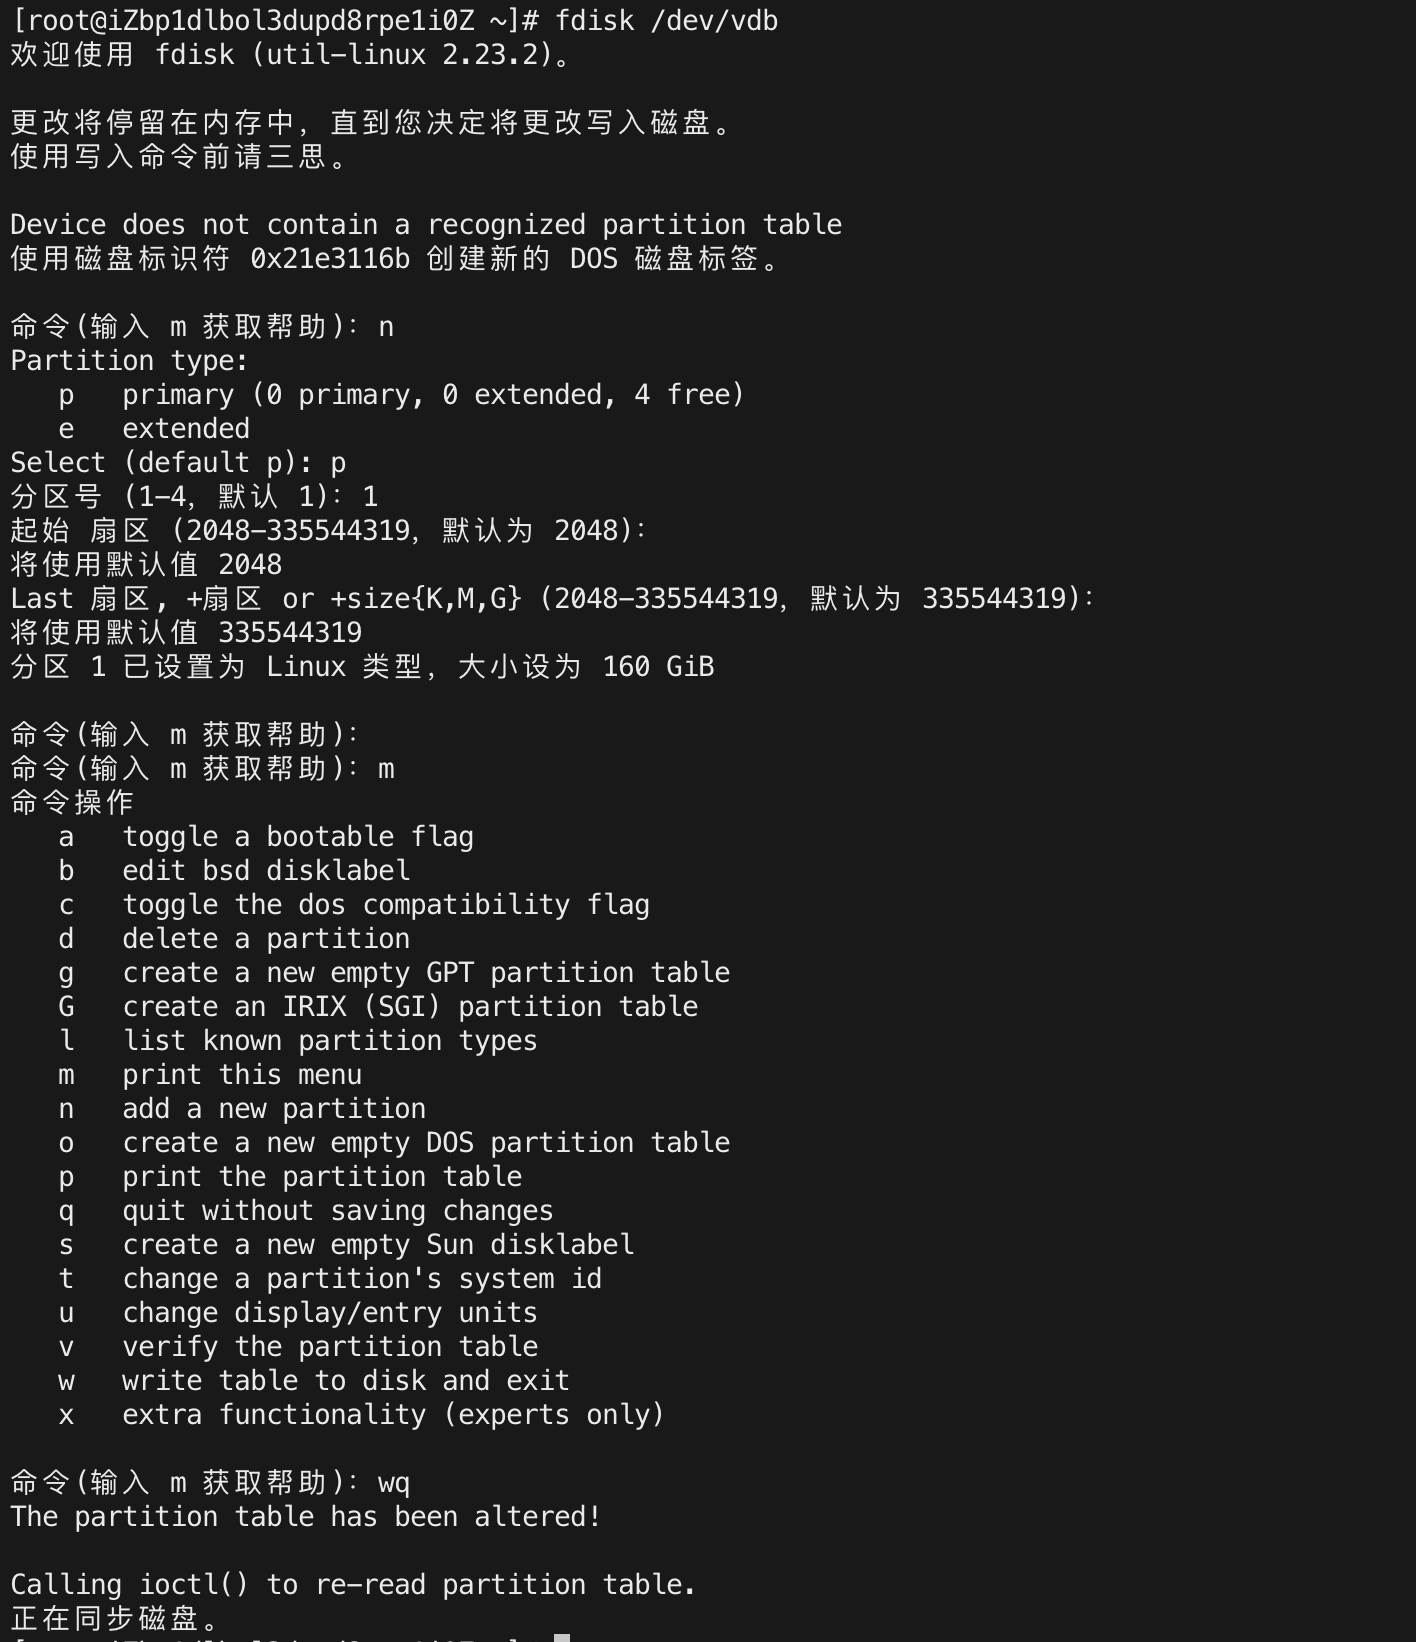 [root@iZbp1dlbol3dupd8rpe1i0Z ~]# fdisk /dev/vdb
欢迎使用 fdisk (util-linux 2.23.2)。
更改将停留在内存中，直到您决定将更改写入磁盘。
使用写入命令前请三思。
Device does not contain a recognized partition table
使用磁盘标识符 0x21e3116b 创建新的 DOS 磁盘标签。
命令(输入 m 获取帮助)：n
Partition type:
   p   primary (0 primary, 0 extended, 4 free)
   e   extended
Select (default p): p
分区号 (1-4，默认 1)：1
起始 扇区 (2048-335544319，默认为 2048)：
将使用默认值 2048
Last 扇区, +扇区 or +size{K,M,G} (2048-335544319，默认为 335544319)：
将使用默认值 335544319
分区 1 已设置为 Linux 类型，大小设为 160 GiB
命令(输入 m 获取帮助)：
命令(输入 m 获取帮助)：m
命令操作
   a   toggle a bootable flag
   b   edit bsd disklabel
   c   toggle the dos compatibility flag
   d   delete a partition
   g   create a new empty GPT partition table
   G   create an IRIX (SGI) partition table
   l   list known partition types
   m   print this menu
   n   add a new partition
   o   create a new empty DOS partition table
   p   print the partition table
   q   quit without saving changes
   s   create a new empty Sun disklabel
   t   change a partition's system id
   u   change display/entry units
   v   verify the partition table
   w   write table to disk and exit
   x   extra functionality (experts only)
命令(输入 m 获取帮助)：wq
The partition table has been altered!
Calling ioctl() to re-read partition table.
正在同步磁盘。